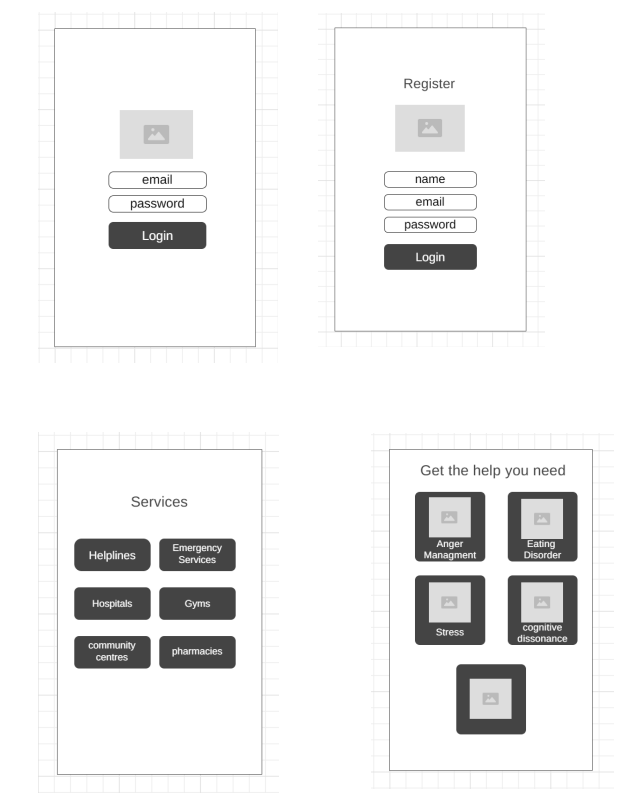 email
password
Login
Register
name
email
password
Login
Services
Helplines
Emergency
Services
Hospitals
Gyms
community
centres
pharmacies
Get the help you need
Anger
Managment
Eating
Disorder
Stress
cognitive
dissonance